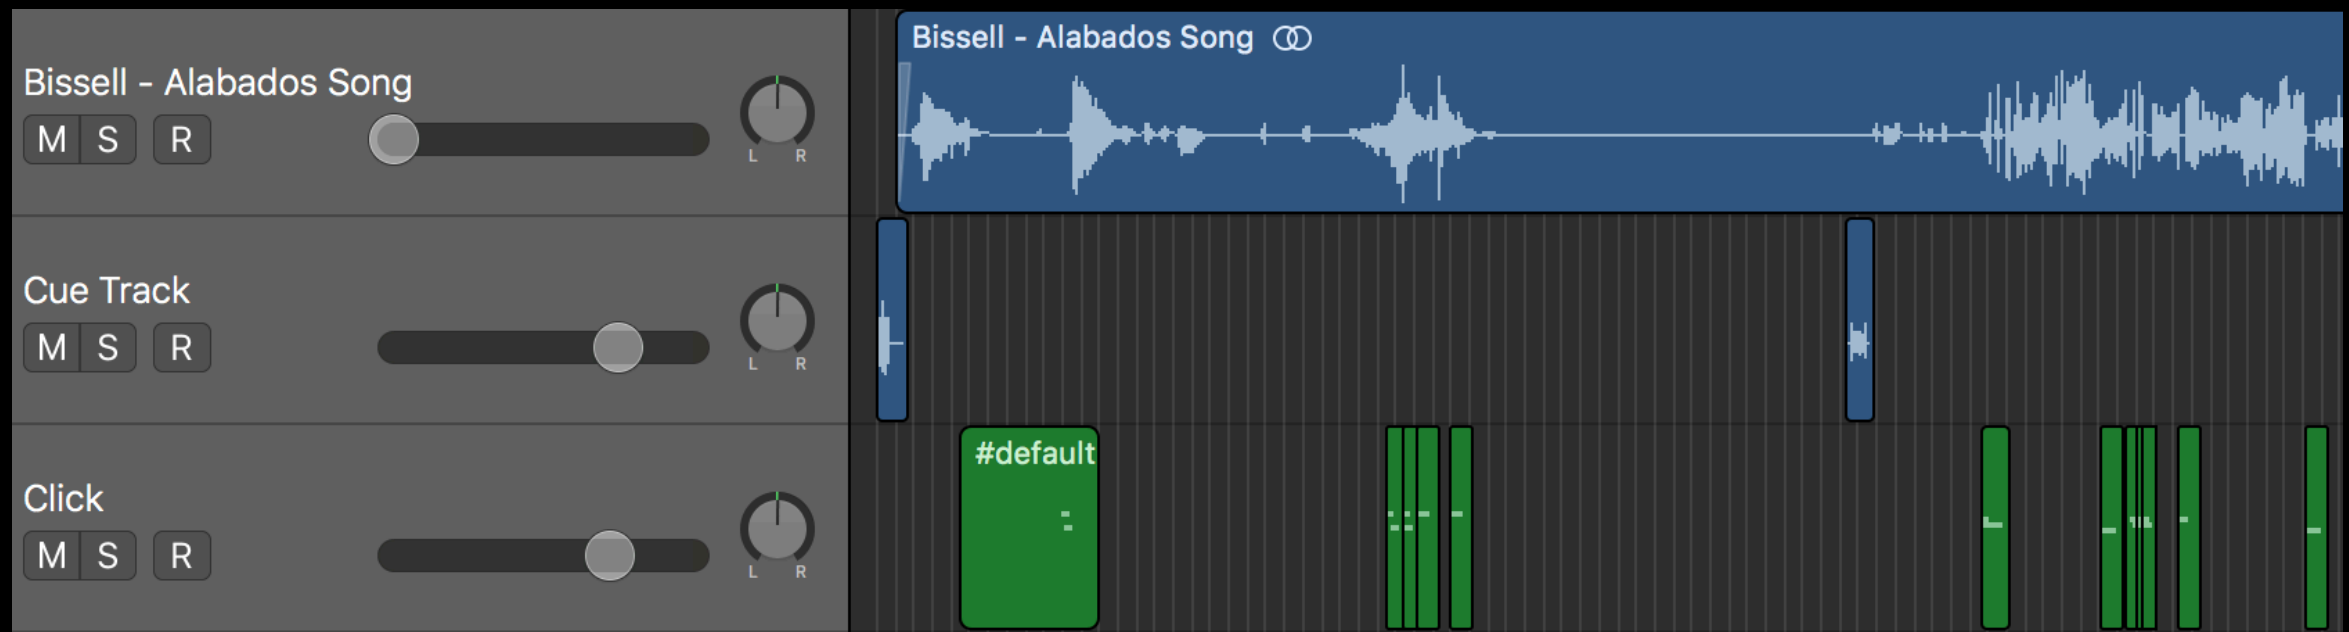 Bissell - Alabados Song
Bissell - Alabados Song
M S R
L R
Cue Track
M S R
L R
Click
#default
M S R
L R